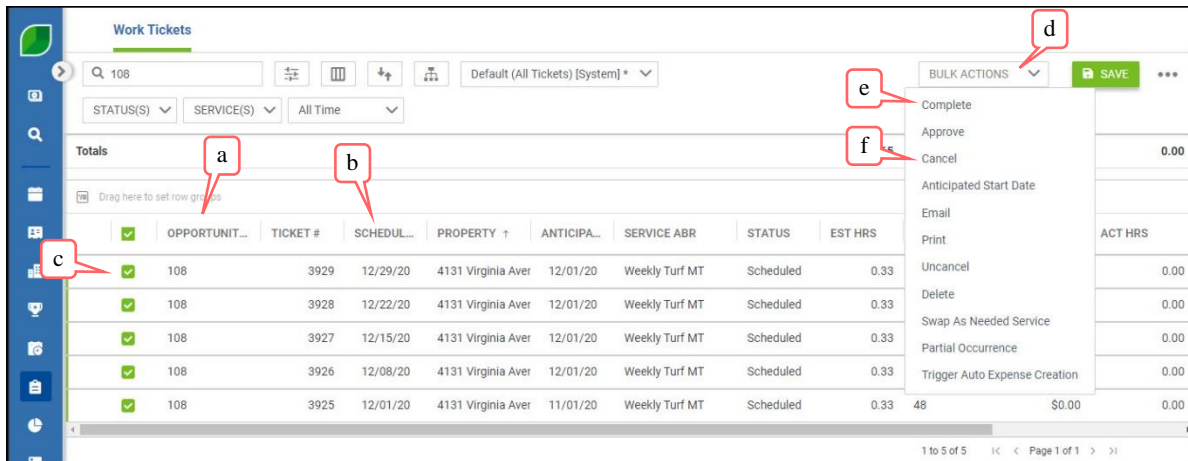 Work Tickets
d
108
Default (All Tickets) [System] *
BULK ACTIONS
SAVE
e
Complete
STATUS(S)
SERVICE(S)
All Time
Approve
Totals
a
b
f
Cancel
0.00
Drag here to set row groups
Anticipated Start Date
Email
OPPORTUNIT... TICKET # SCHEDUL... PROPERTY ↑ ANTICIPA... SERVICE ABR STATUS EST HRS ACT HRS
Print
c
Uncancel
108 3929 12/29/20 4131 Virginia Aver 12/01/20 Weekly Turf MT Scheduled 0.33 0.00
Delete
108 3928 12/22/20 4131 Virginia Aver 12/01/20 Weekly Turf MT Scheduled 0.33 0.00
Swap As Needed Service
108 3927 12/15/20 4131 Virginia Aver 12/01/20 Weekly Turf MT Scheduled 0.33 0.00
Partial Occurrence
108 3926 12/08/20 4131 Virginia Aver 12/01/20 Weekly Turf MT Scheduled 0.33 0.00
Trigger Auto Expense Creation
108 3925 12/01/20 4131 Virginia Aver 11/01/20 Weekly Turf MT Scheduled 0.33 48 $0.00 0.00
1 to 5 of 5 Page 1 of 1